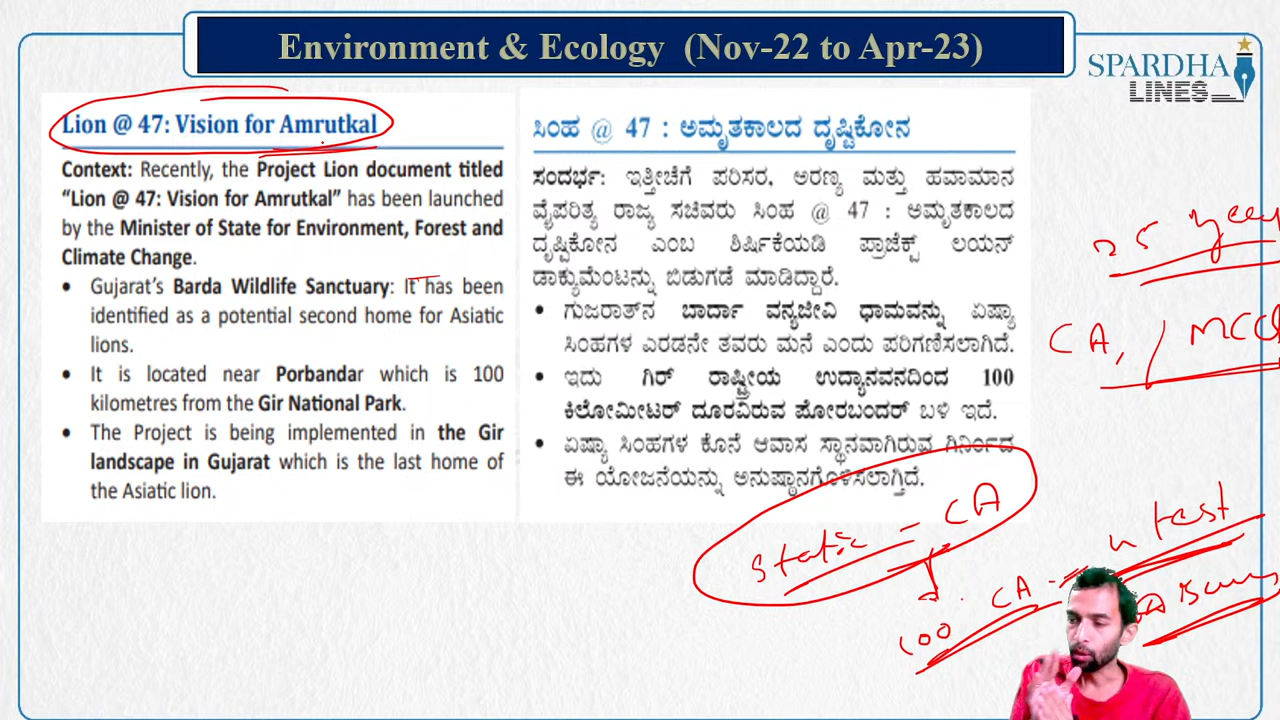 Environment & Ecology (Nov-22 to Apr-23)
SPARDHA
LINES
Lion @ 47: Vision for Amrutkal
Context: Recently, the Project Lion document titled
"Lion @ 47: Vision for Amrutkal" has been launched
by the Minister of State for Environment, Forest and
Climate Change.
• Gujarat's Barda Wildlife Sanctuary: It has been
identified as a potential second home for Asiatic
lions.
• It is located near Porbandar which is 100
kilometres from the Gir National Park.
• The Project is being implemented in the Gir
landscape in Gujarat which is the last home of
the Asiatic lion.
ಸಿಂಹ @ 47 : ಅಮೃತಕಾಲದ ದೃಷ್ಟಿಕೋನ
ಸಂದರ್ಭ: ಇತ್ತೀಚೆಗೆ ಪರಿಸರ, ಅರಣ್ಯ ಮತ್ತು ಹವಾಮಾನ
ವೈಪರಿತ್ಯ ರಾಜ್ಯ ಸಚಿವರು ಸಿಂಹ @ 47 : ಅಮೃತಕಾಲದ
ದೃಷ್ಟಿಕೋನ ಎಂಬ ಶಿರ್ಷಿಕೆಯಡಿ ಪ್ರಾಜೆಕ್ಟ್ ಲಯನ್
ಡಾಕ್ಯುಮೆಂಟನ್ನು ಬಿಡುಗಡೆ ಮಾಡಿದ್ದಾರೆ.
• ಗುಜರಾತ್‌ನ ಬಾರ್ದಾ ವನ್ಯಜೀವಿ ಧಾಮವನ್ನು ಏಷ್ಯಾ
ಸಿಂಹಗಳ ಎರಡನೇ ತವರು ಮನೆ ಎಂದು ಪರಿಗಣಿಸಲಾಗಿದೆ.
• ಇದು ಗಿರ್ ರಾಷ್ಟ್ರೀಯ ಉದ್ಯಾನವನದಿಂದ 100
ಕಿಲೋಮೀಟರ್ ದೂರವಿರುವ ಪೋರಬಂದರ್ ಬಳಿ ಇದೆ.
• ಏಷ್ಯಾ ಸಿಂಹಗಳ ಕೊನೆ ಆವಾಸ ಸ್ಥಾನವಾಗಿರುವ
ಈ ಯೋಜನೆಯನ್ನು ಅನುಷ್ಠಾನಗೊಳಿಸಲಾಗ್ತಿದೆ.
25 years
CA, /
Static = CA
test
100 CA